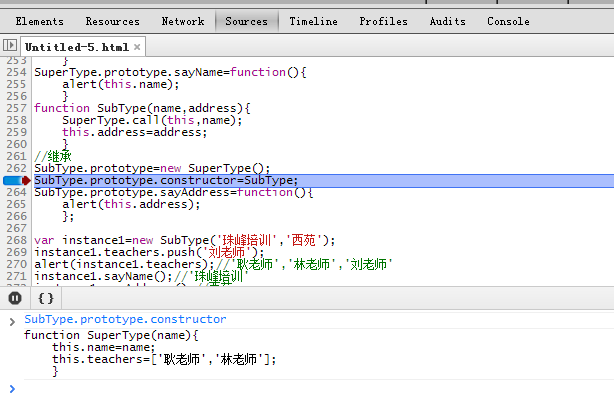 Elements Resources Network Sources Timeline Profiles Audits Console
Untitled-5.html ×
253 }
254 SuperType.prototype.sayName=function(){
255 alert(this.name);
256 }
257 function SubType(name,address){
258 SuperType.call(this,name);
259 this.address=address;
260 }
261 //继承
262 SubType.prototype=new SuperType();
SubType.prototype.constructor=SubType;
264 SubType.prototype.sayAddress=function(){
265 alert(this.address);
266 };
267
268 var instance1=new SubType('珠峰培训','西苑');
269 instance1.teachers.push('刘老师');
270 alert(instance1.teachers);//'耿老师','林老师','刘老师'
271 instance1.sayName();//'珠峰培训'
{}
> SubType.prototype.constructor
function SuperType(name){
this.name=name;
this.teachers=['耿老师','林老师'];
}
>